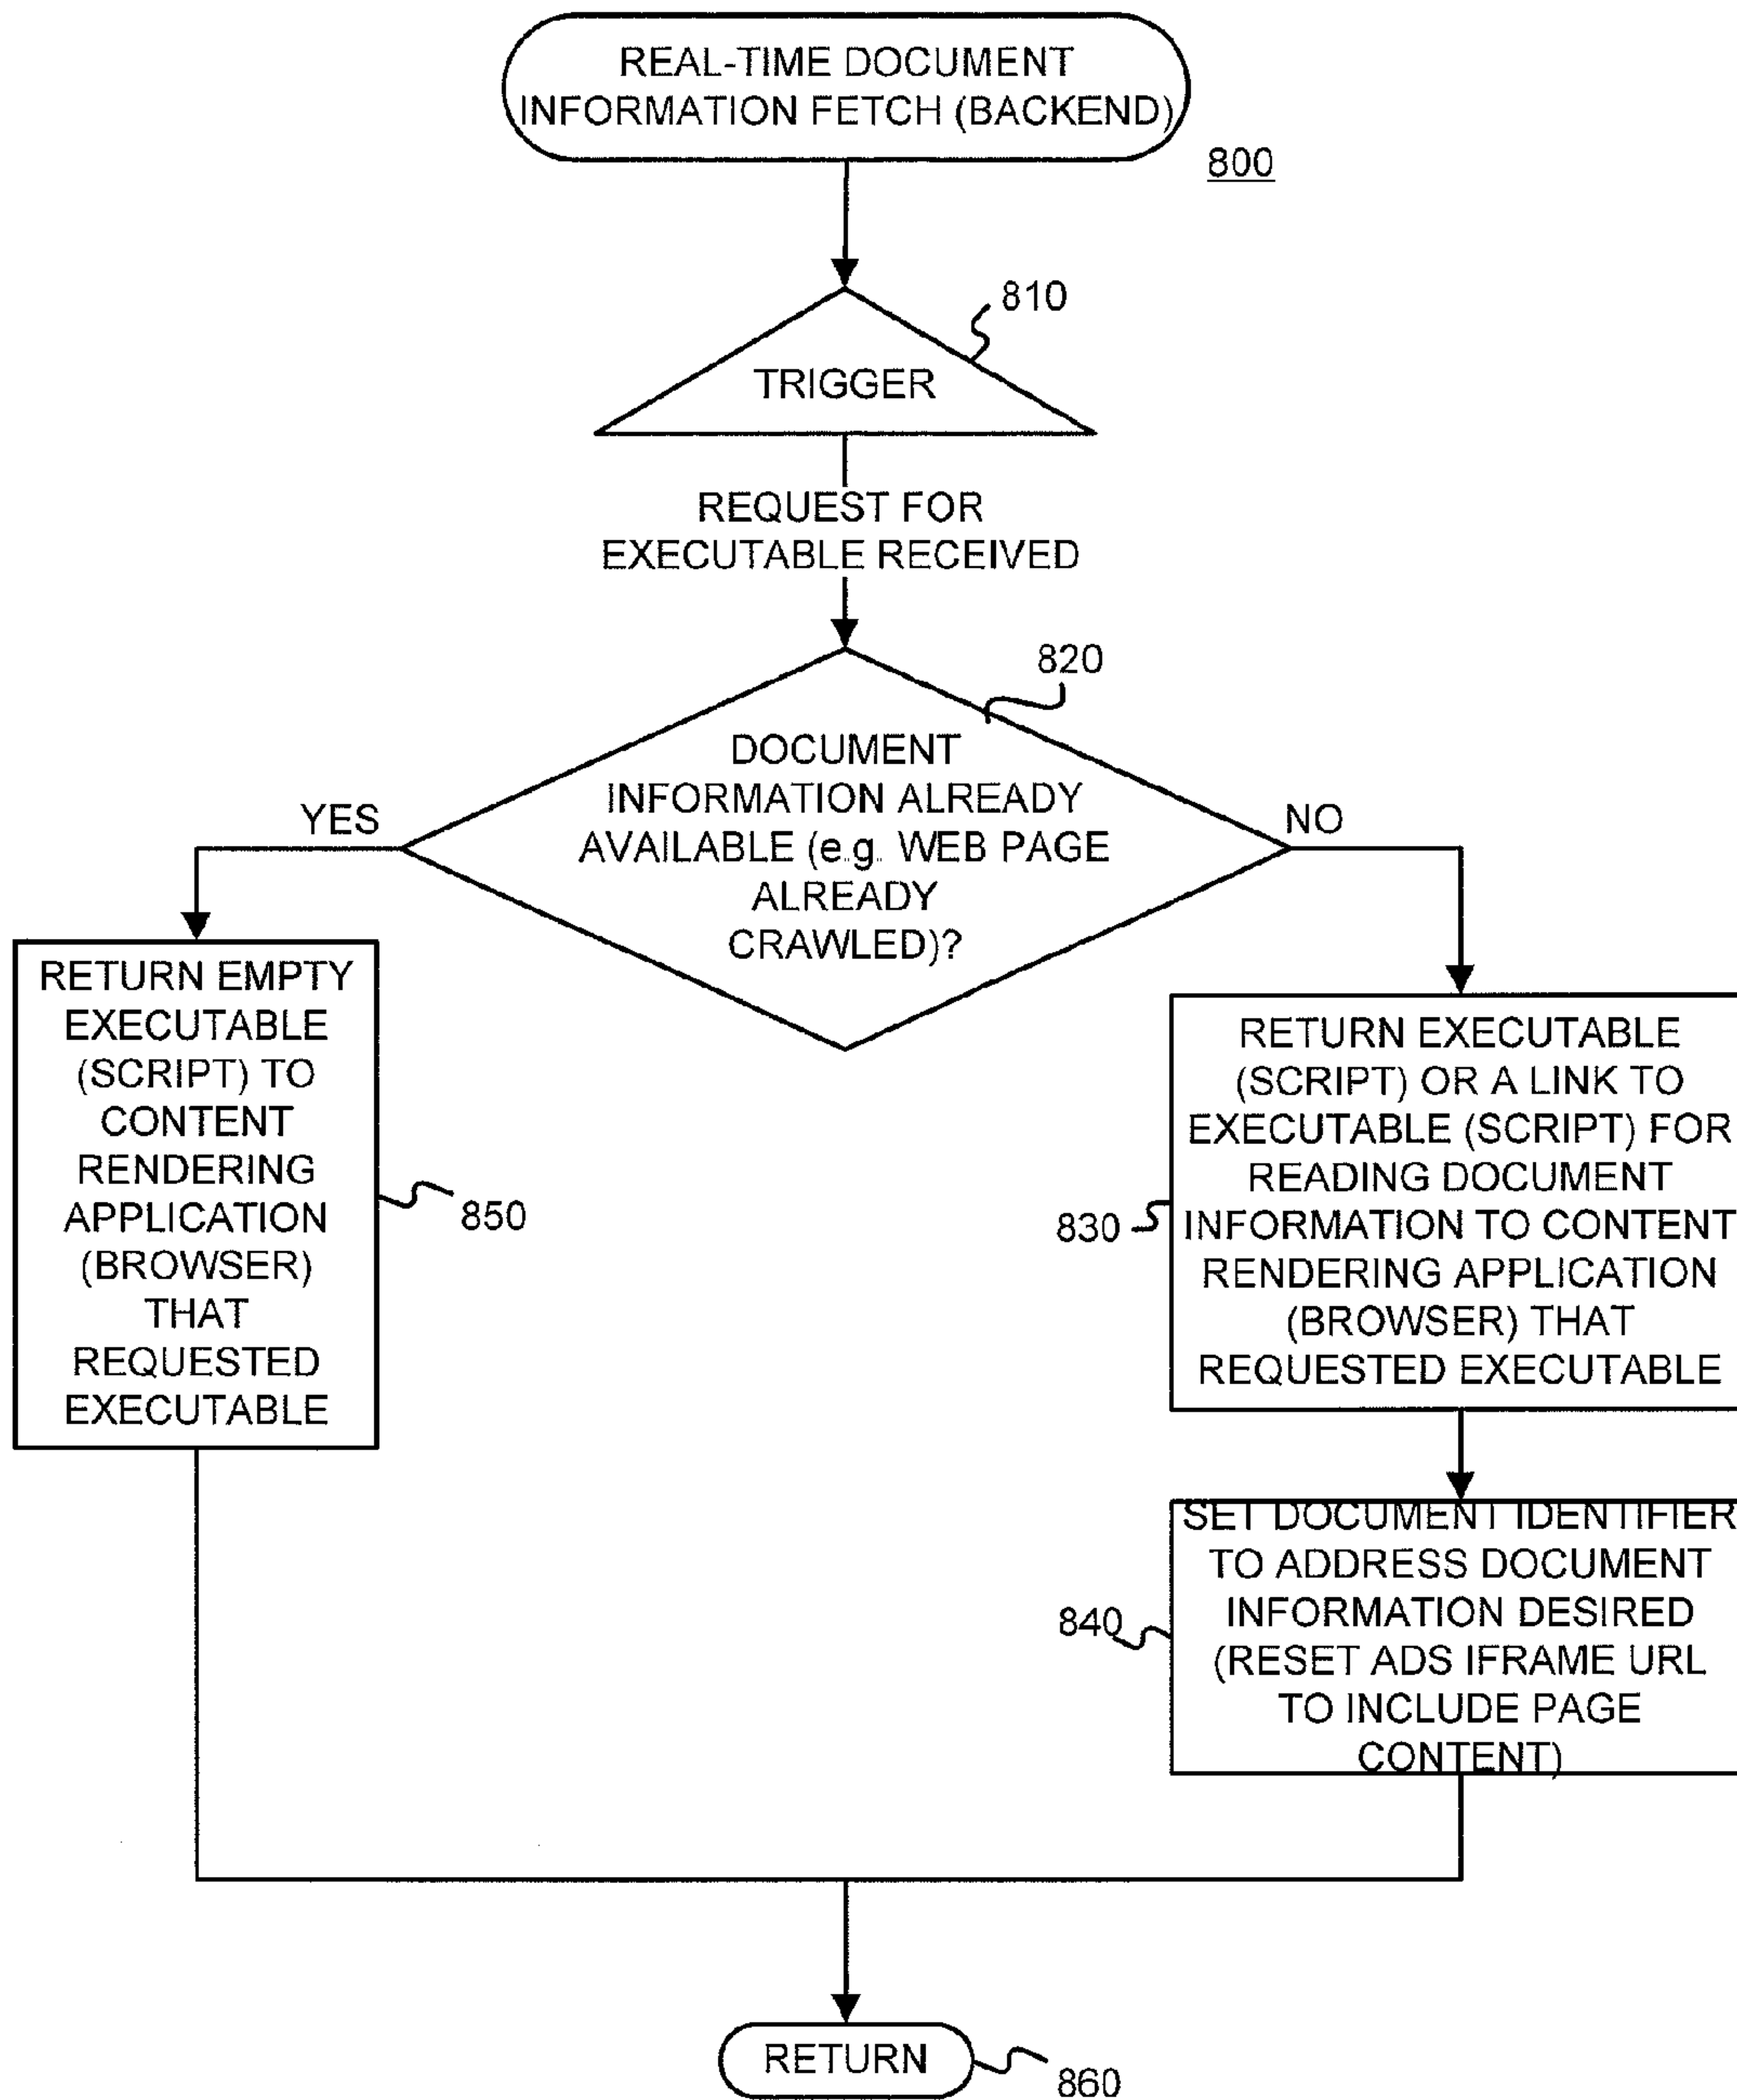 REAL-TIME DOCUMENT
INFORMATION FETCH (BACKEND)
800
810
TRIGGER
REQUEST FOR
EXECUTABLE RECEIVED
820
DOCUMENT
INFORMATION ALREADY
AVAILABLE (e.g. WEB PAGE
ALREADY
CRAWLED)?
YES
NO
RETURN EMPTY
EXECUTABLE
(SCRIPT) TO
CONTENT
RENDERING
APPLICATION
(BROWSER)
THAT
REQUESTED
EXECUTABLE
850
RETURN EXECUTABLE
(SCRIPT) OR A LINK TO
EXECUTABLE (SCRIPT) FOR
READING DOCUMENT
INFORMATION TO CONTENT
RENDERING APPLICATION
(BROWSER) THAT
REQUESTED EXECUTABLE
830
SET DOCUMENT IDENTIFIER
TO ADDRESS DOCUMENT
INFORMATION DESIRED
(RESET ADS IFRAME URL
TO INCLUDE PAGE
CONTENT)
840
RETURN
860